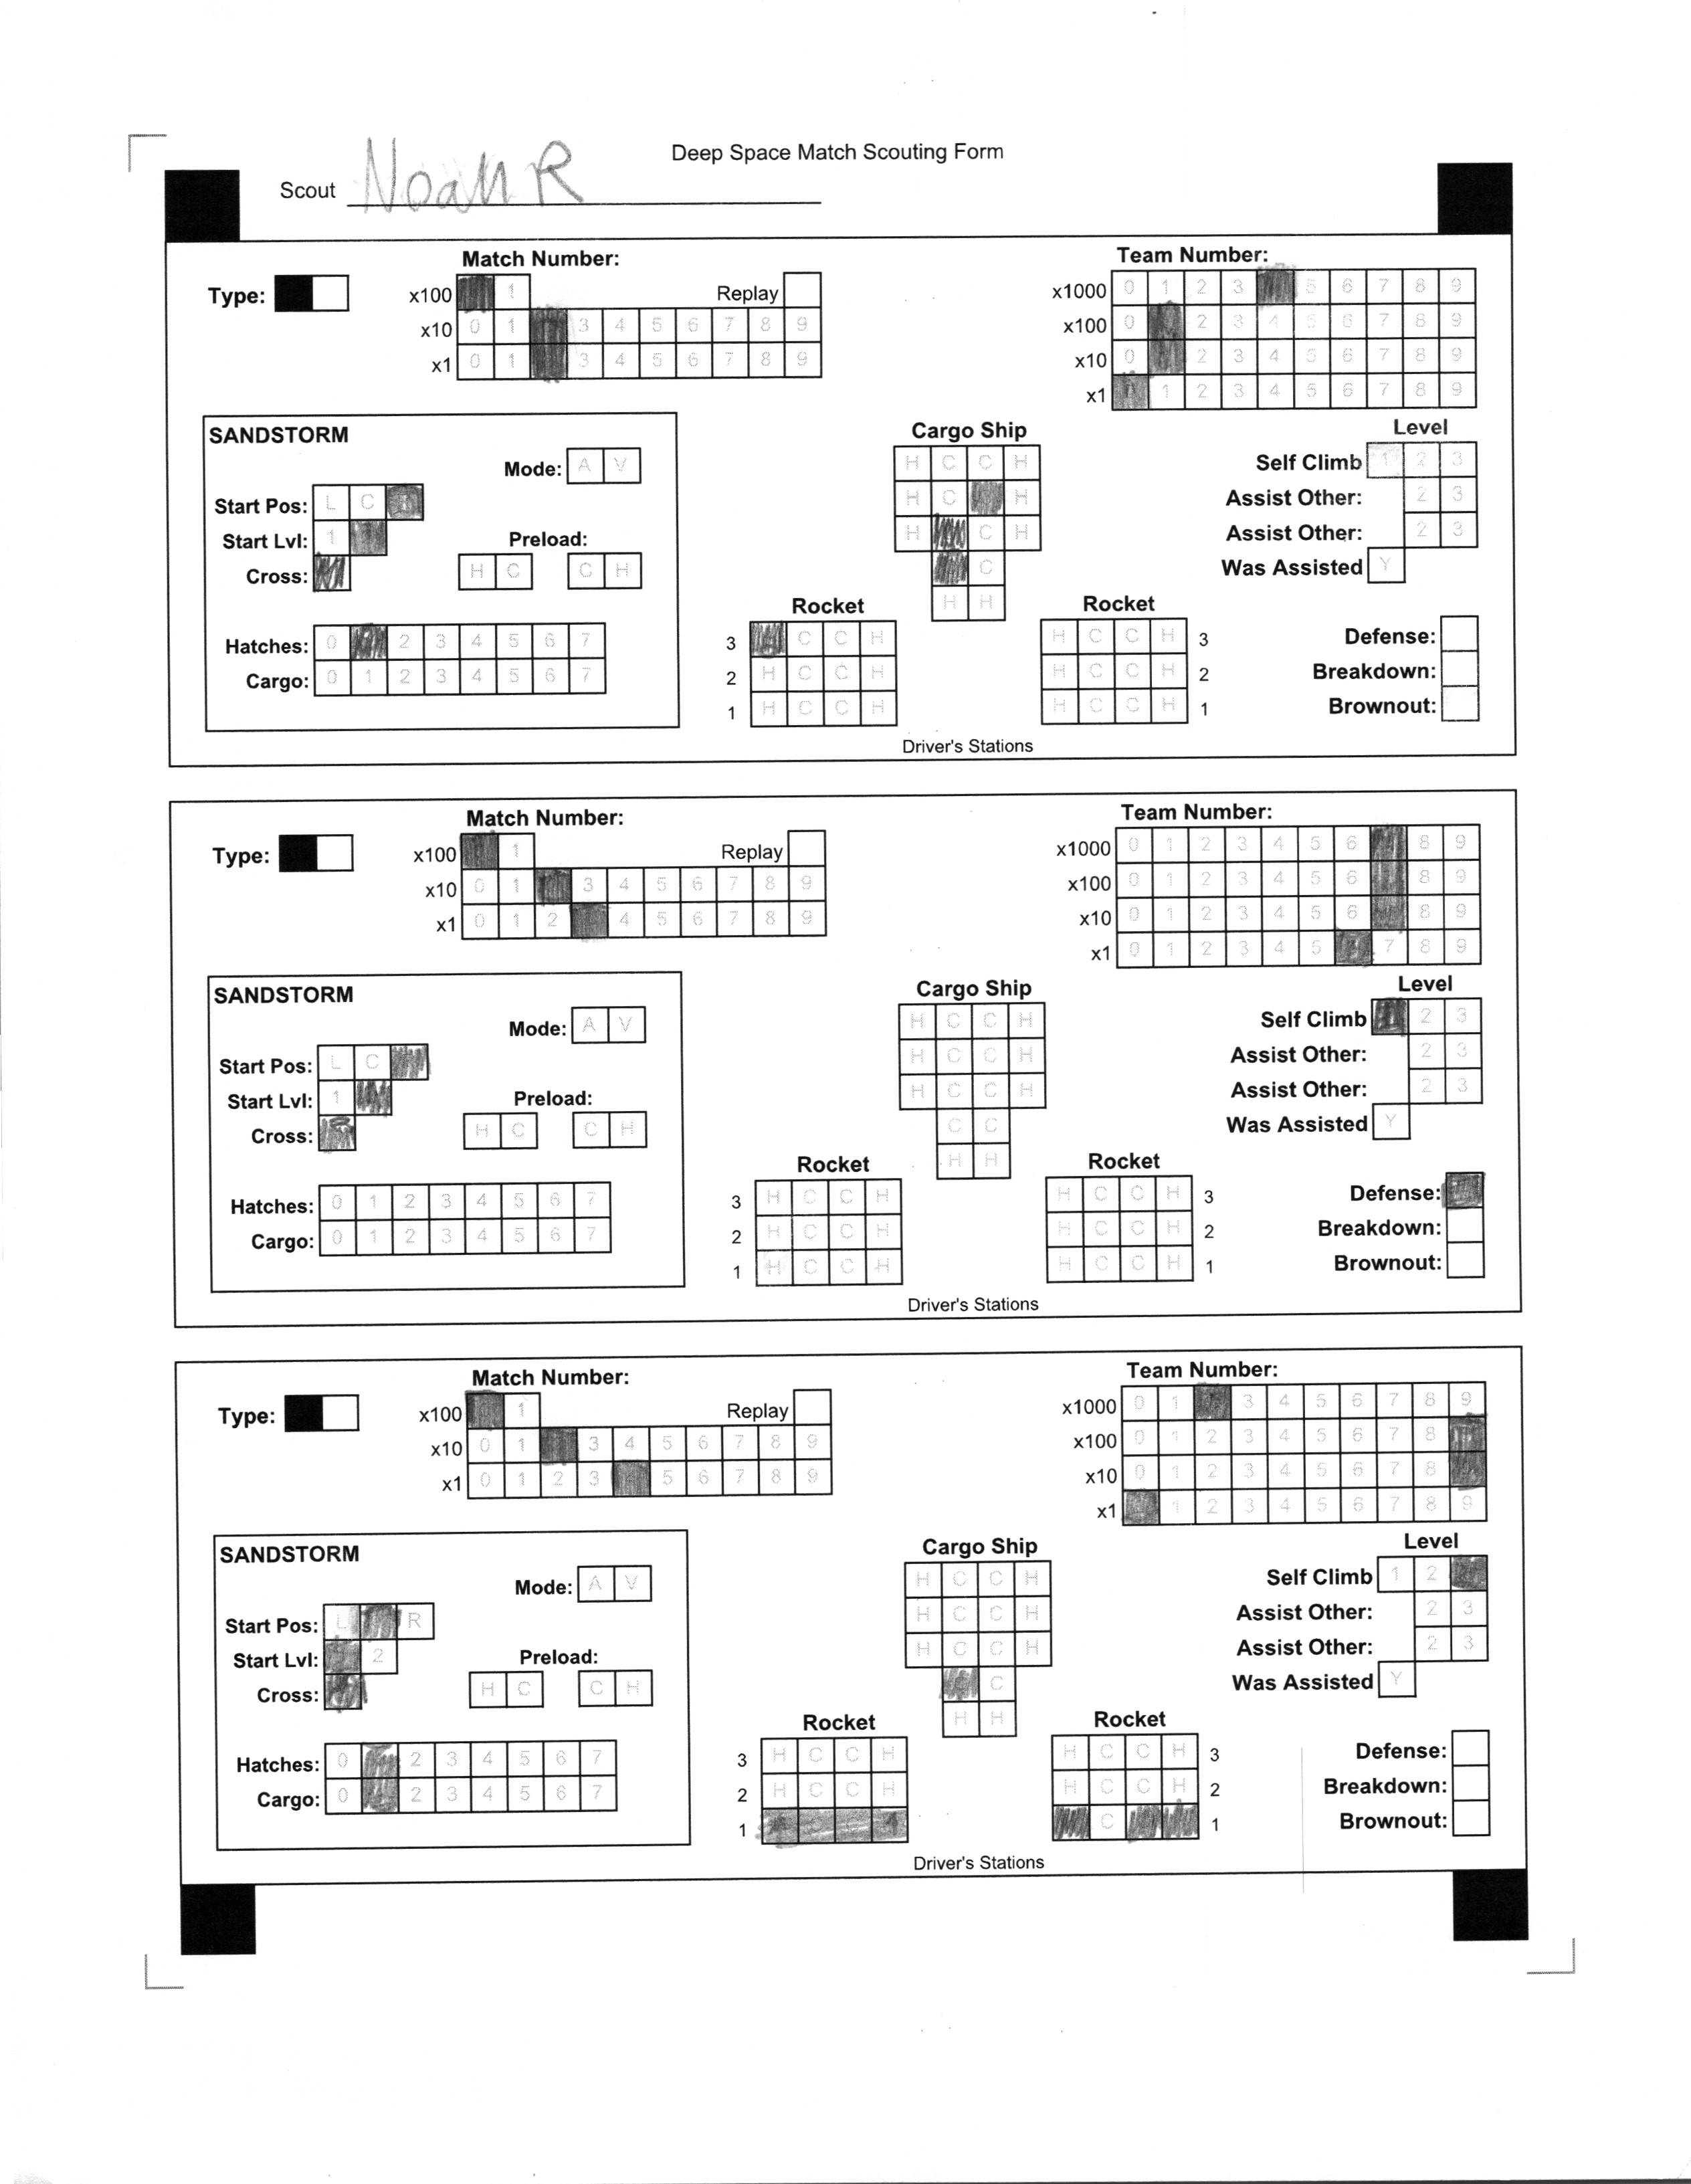 Deep Space Match Scouting Form
Scout Noah R
Match Number: Team Number:
Type: x100 1 Replay x1000 0 1 2 3 5 6 7 8 9
x10 0 1 3 4 5 6 7 8 9 x100 0 2 3 4 5 6 7 8 9
x1 0 1 3 4 5 6 7 8 9 x10 0 2 3 4 5 6 7 8 9
x1 1 2 3 4 5 6 7 8 9
SANDSTORM Cargo Ship Level
Mode: A V H C C H Self Climb 1 2 3
Start Pos: L C H C H Assist Other: 2 3
Start Lvl: 1 Preload: H C H Assist Other: 2 3
Cross: H C C H C Was Assisted Y
Rocket H H Rocket
Hatches: 0 2 3 4 5 6 7 3 C C H H C C H 3 Defense:
Cargo: 0 1 2 3 4 5 6 7 2 H C C H H C C H 2 Breakdown:
1 H C C H H C C H 1 Brownout:
Driver's Stations
Match Number: Team Number:
Type: x100 1 Replay x1000 0 1 2 3 4 5 6 8 9
x10 0 1 3 4 5 6 7 8 9 x100 0 1 2 3 4 5 6 8 9
x1 0 1 2 4 5 6 7 8 9 x10 0 1 2 3 4 5 6 8 9
x1 0 1 2 3 4 5 7 8 9
SANDSTORM Cargo Ship Level
Mode: A V H C C H Self Climb 2 3
Start Pos: L C H C C H Assist Other: 2 3
Start Lvl: 1 Preload: H C C H Assist Other: 2 3
Cross: H C C H C C Was Assisted Y
Rocket H H Rocket
Hatches: 0 1 2 3 4 5 6 7 3 H C C H H C C H 3 Defense:
Cargo: 0 1 2 3 4 5 6 7 2 H C C H H C C H 2 Breakdown:
1 H C C H H C C H 1 Brownout:
Driver's Stations
Match Number: Team Number:
Type: x100 1 Replay x1000 0 1 3 4 5 6 7 8 9
x10 0 1 3 4 5 6 7 8 9 x100 0 1 2 3 4 5 6 7 8
x1 0 1 2 3 5 6 7 8 9 x10 0 1 2 3 4 5 6 7 8
x1 1 2 3 4 5 6 7 8 9
SANDSTORM Cargo Ship Level
Mode: A V H C C H Self Climb 1 2
Start Pos: L R H C C H Assist Other: 2 3
Start Lvl: 2 Preload: H C C H Assist Other: 2 3
Cross: H C C H C Was Assisted Y
Rocket H H Rocket
Hatches: 0 2 3 4 5 6 7 3 H C C H H C C H 3 Defense:
Cargo: 0 2 3 4 5 6 7 2 H C C H H C C H 2 Breakdown:
1 C 1 Brownout:
Driver's Stations